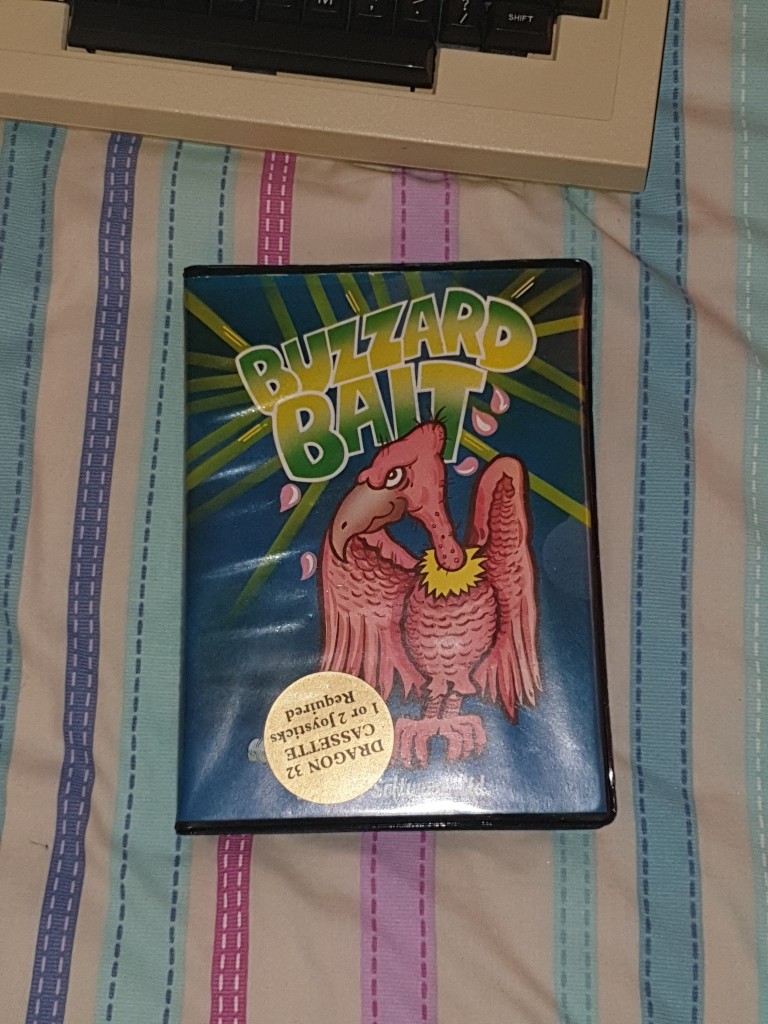 M , . ? /
SHIFT
BUZZARD
BAIT
DRAGON 32
CASSETTE
1 or 2 Joysticks
Required